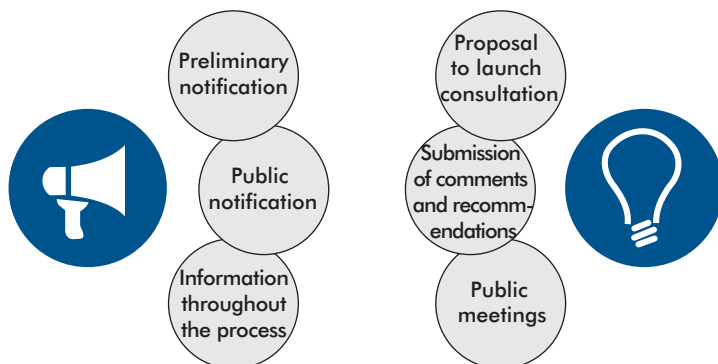 Preliminary
notification
Public
notification
Information
throughout
the process
Proposal
to launch
consultation
Submission
of comments
and recomm-
endations
Public
meetings